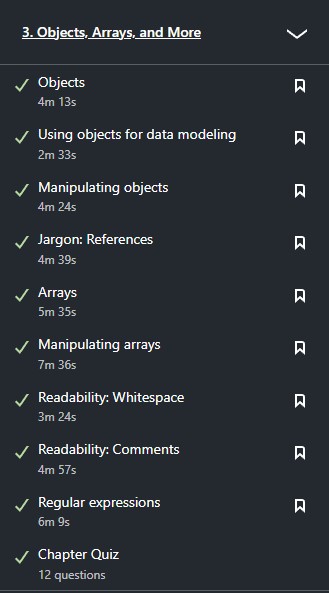 3. Objects, Arrays, and More
Objects
4m 13s
Using objects for data modeling
2m 33s
Manipulating objects
4m 24s
Jargon: References
4m 39s
Arrays
5m 35s
Manipulating arrays
7m 36s
Readability: Whitespace
3m 24s
Readability: Comments
4m 57s
Regular expressions
6m 9s
Chapter Quiz
12 questions